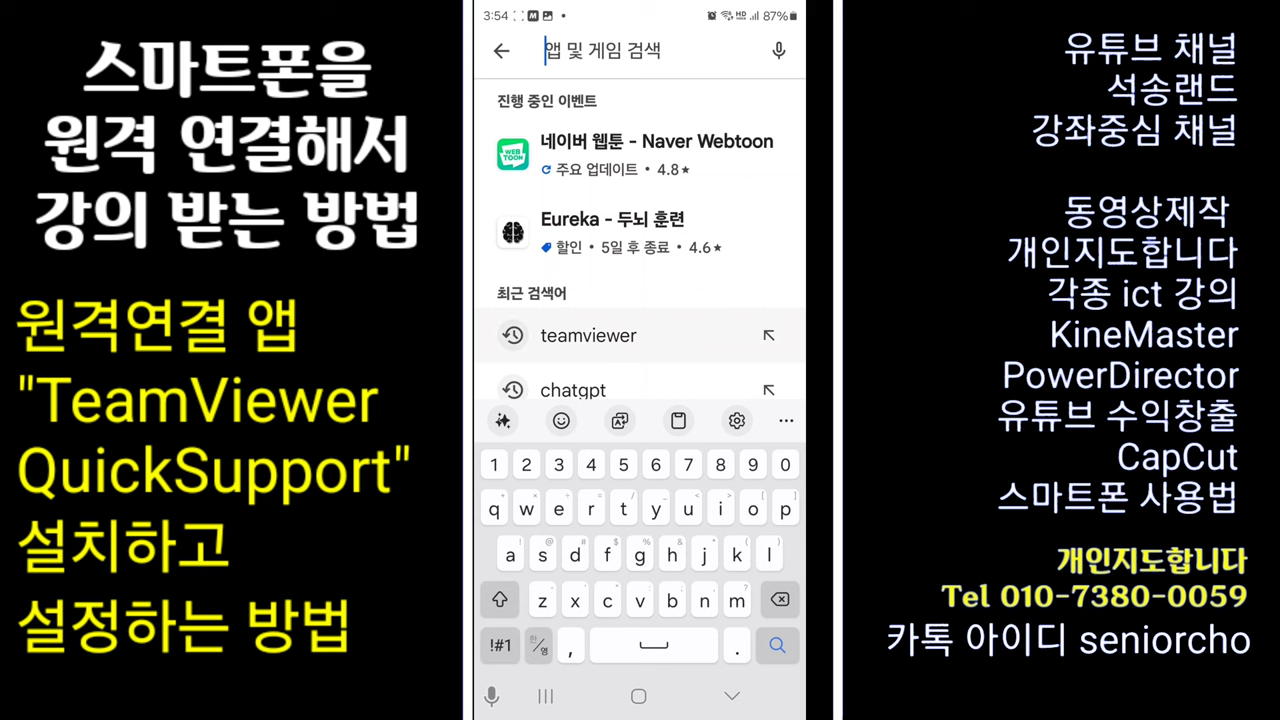 스마트폰을
원격 연결해서
강의 받는 방법
원격연결 앱
"TeamViewer
QuickSupport"
설치하고
설정하는 방법
3:54
87%
앱 및 게임 검색
진행 중인 이벤트
WEB
TOON
네이버 웹툰 - Naver Webtoon
주요 업데이트 • 4.8★
Eureka - 두뇌 훈련
할인 • 5일 후 종료 • 4.6★
최근 검색어
teamviewer
chatgpt
1 2 3 4 5 6 7 8 9 0
q w e r t y u i o p
a s d f g h j k l
z x c v b n m
!#1 한/영 , .
유튜브 채널
석송랜드
강좌중심 채널
동영상제작
개인지도합니다
각종 ict 강의
KineMaster
PowerDirector
유튜브 수익창출
CapCut
스마트폰 사용법
개인지도합니다
Tel 010-7380-0059
카톡 아이디 seniorcho